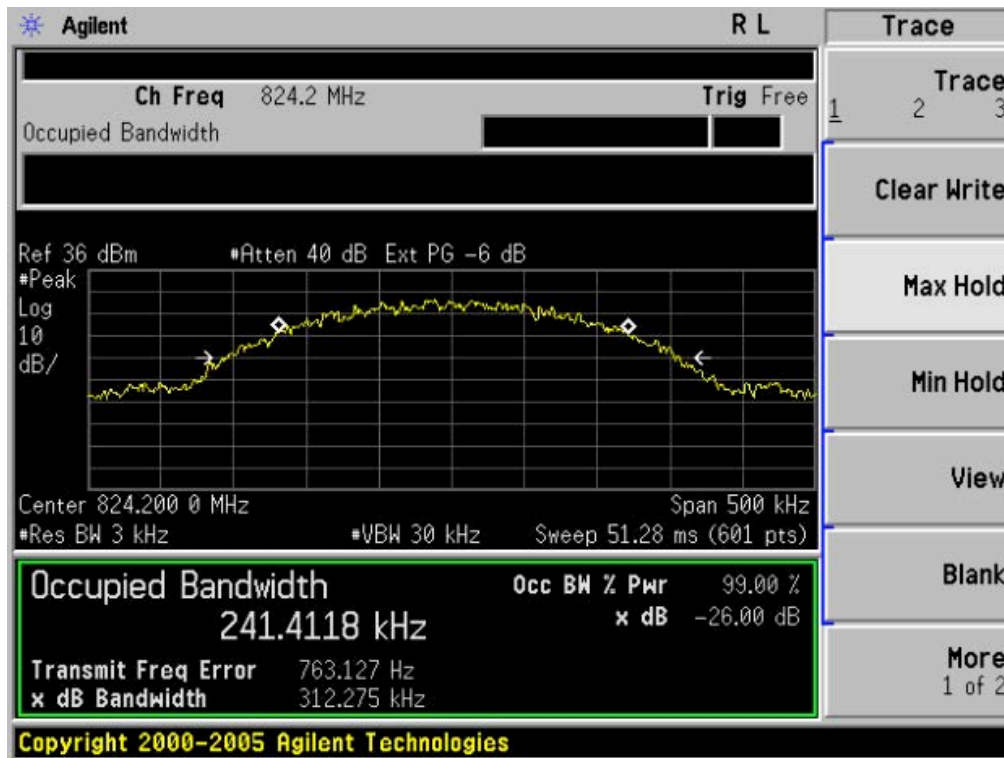 Agilent R L Trace
Ch Freq 824.2 MHz Trig Free
Occupied Bandwidth
Trace
1 2 3
Clear Write
Max Hold
Min Hold
View
Blank
More
1 of 2
Ref 36 dBm #Atten 40 dB Ext PG -6 dB
#Peak
Log
10
dB/
Center 824.200 0 MHz Span 500 kHz
#Res BW 3 kHz #VBW 30 kHz Sweep 51.28 ms (601 pts)
Occupied Bandwidth Occ BW % Pwr 99.00 %
241.4118 kHz x dB -26.00 dB
Transmit Freq Error 763.127 Hz
x dB Bandwidth 312.275 kHz
Copyright 2000-2005 Agilent Technologies